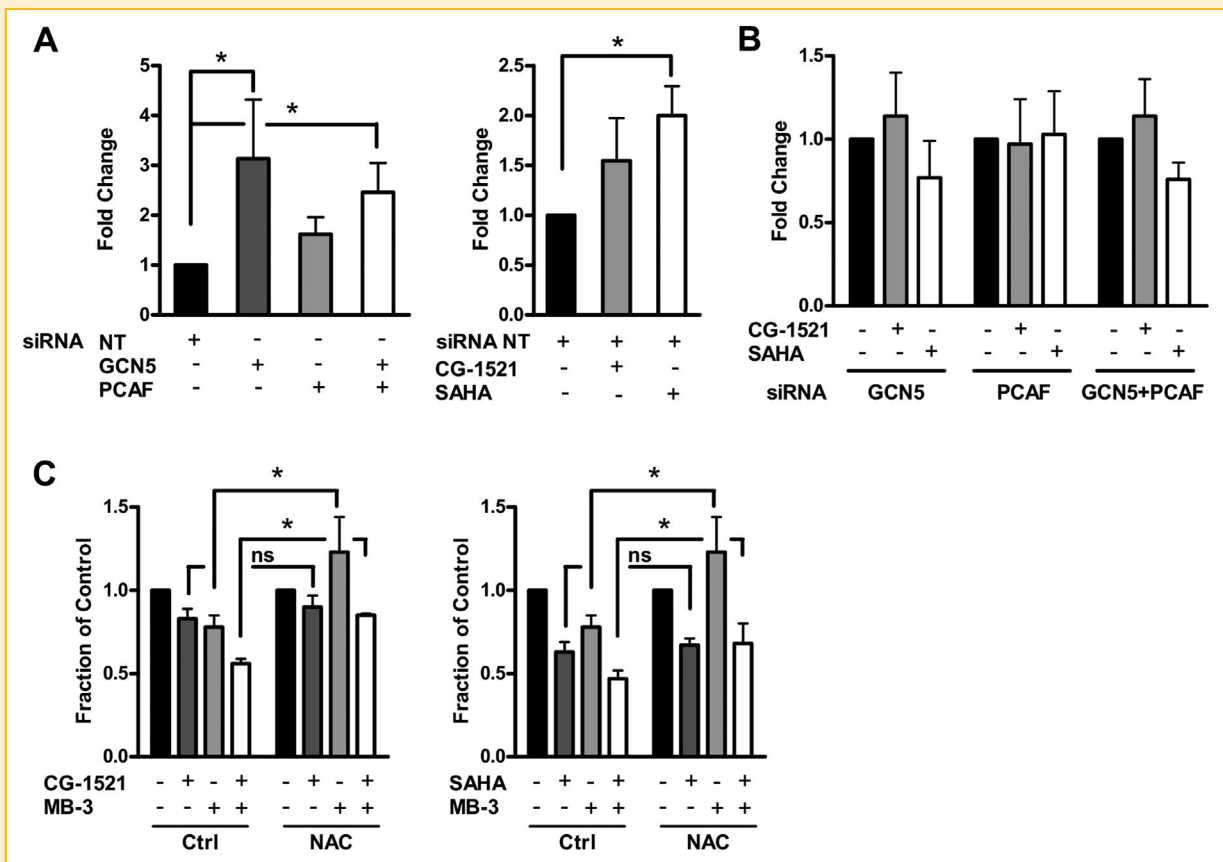 A
*
*
Fold Change
5
4
3
2
1
0
siRNA NT + - - -
GCN5 - + - +
PCAF - - + +
*
Fold Change
2.5
2.0
1.5
1.0
0.5
0.0
siRNA NT + + +
CG-1521 - + -
SAHA - - +
B
Fold Change
1.5
1.0
0.5
0.0
CG-1521 - + - - + - - + -
SAHA - - + - - + - - +
siRNA GCN5 PCAF GCN5+PCAF
C
*
*
ns
Fraction of Control
1.5
1.0
0.5
0.0
CG-1521 - + - + - + - +
MB-3 - - + + - - + +
Ctrl NAC
*
*
ns
Fraction of Control
1.5
1.0
0.5
0.0
SAHA - + - + - + - +
MB-3 - - + + - - + +
Ctrl NAC